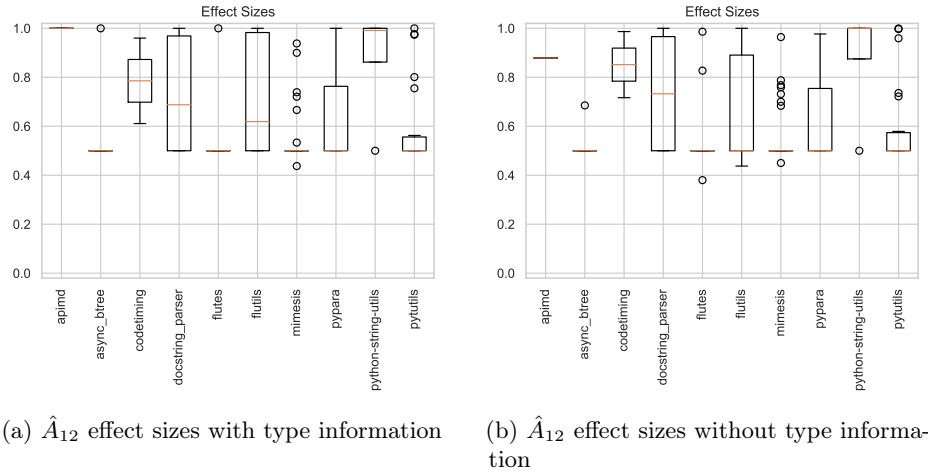 Effect Sizes
1.0
0.8
0.6
0.4
0.2
0.0
apimd
async_btree
codetiming
docstring_parser
flutes
flutils
mimesis
pypara
python-string-utils
pytutils
(a) Â12 effect sizes with type information
Effect Sizes
1.0
0.8
0.6
0.4
0.2
0.0
apimd
async_btree
codetiming
docstring_parser
flutes
flutils
mimesis
pypara
python-string-utils
pytutils
(b) Â12 effect sizes without type informa-
tion